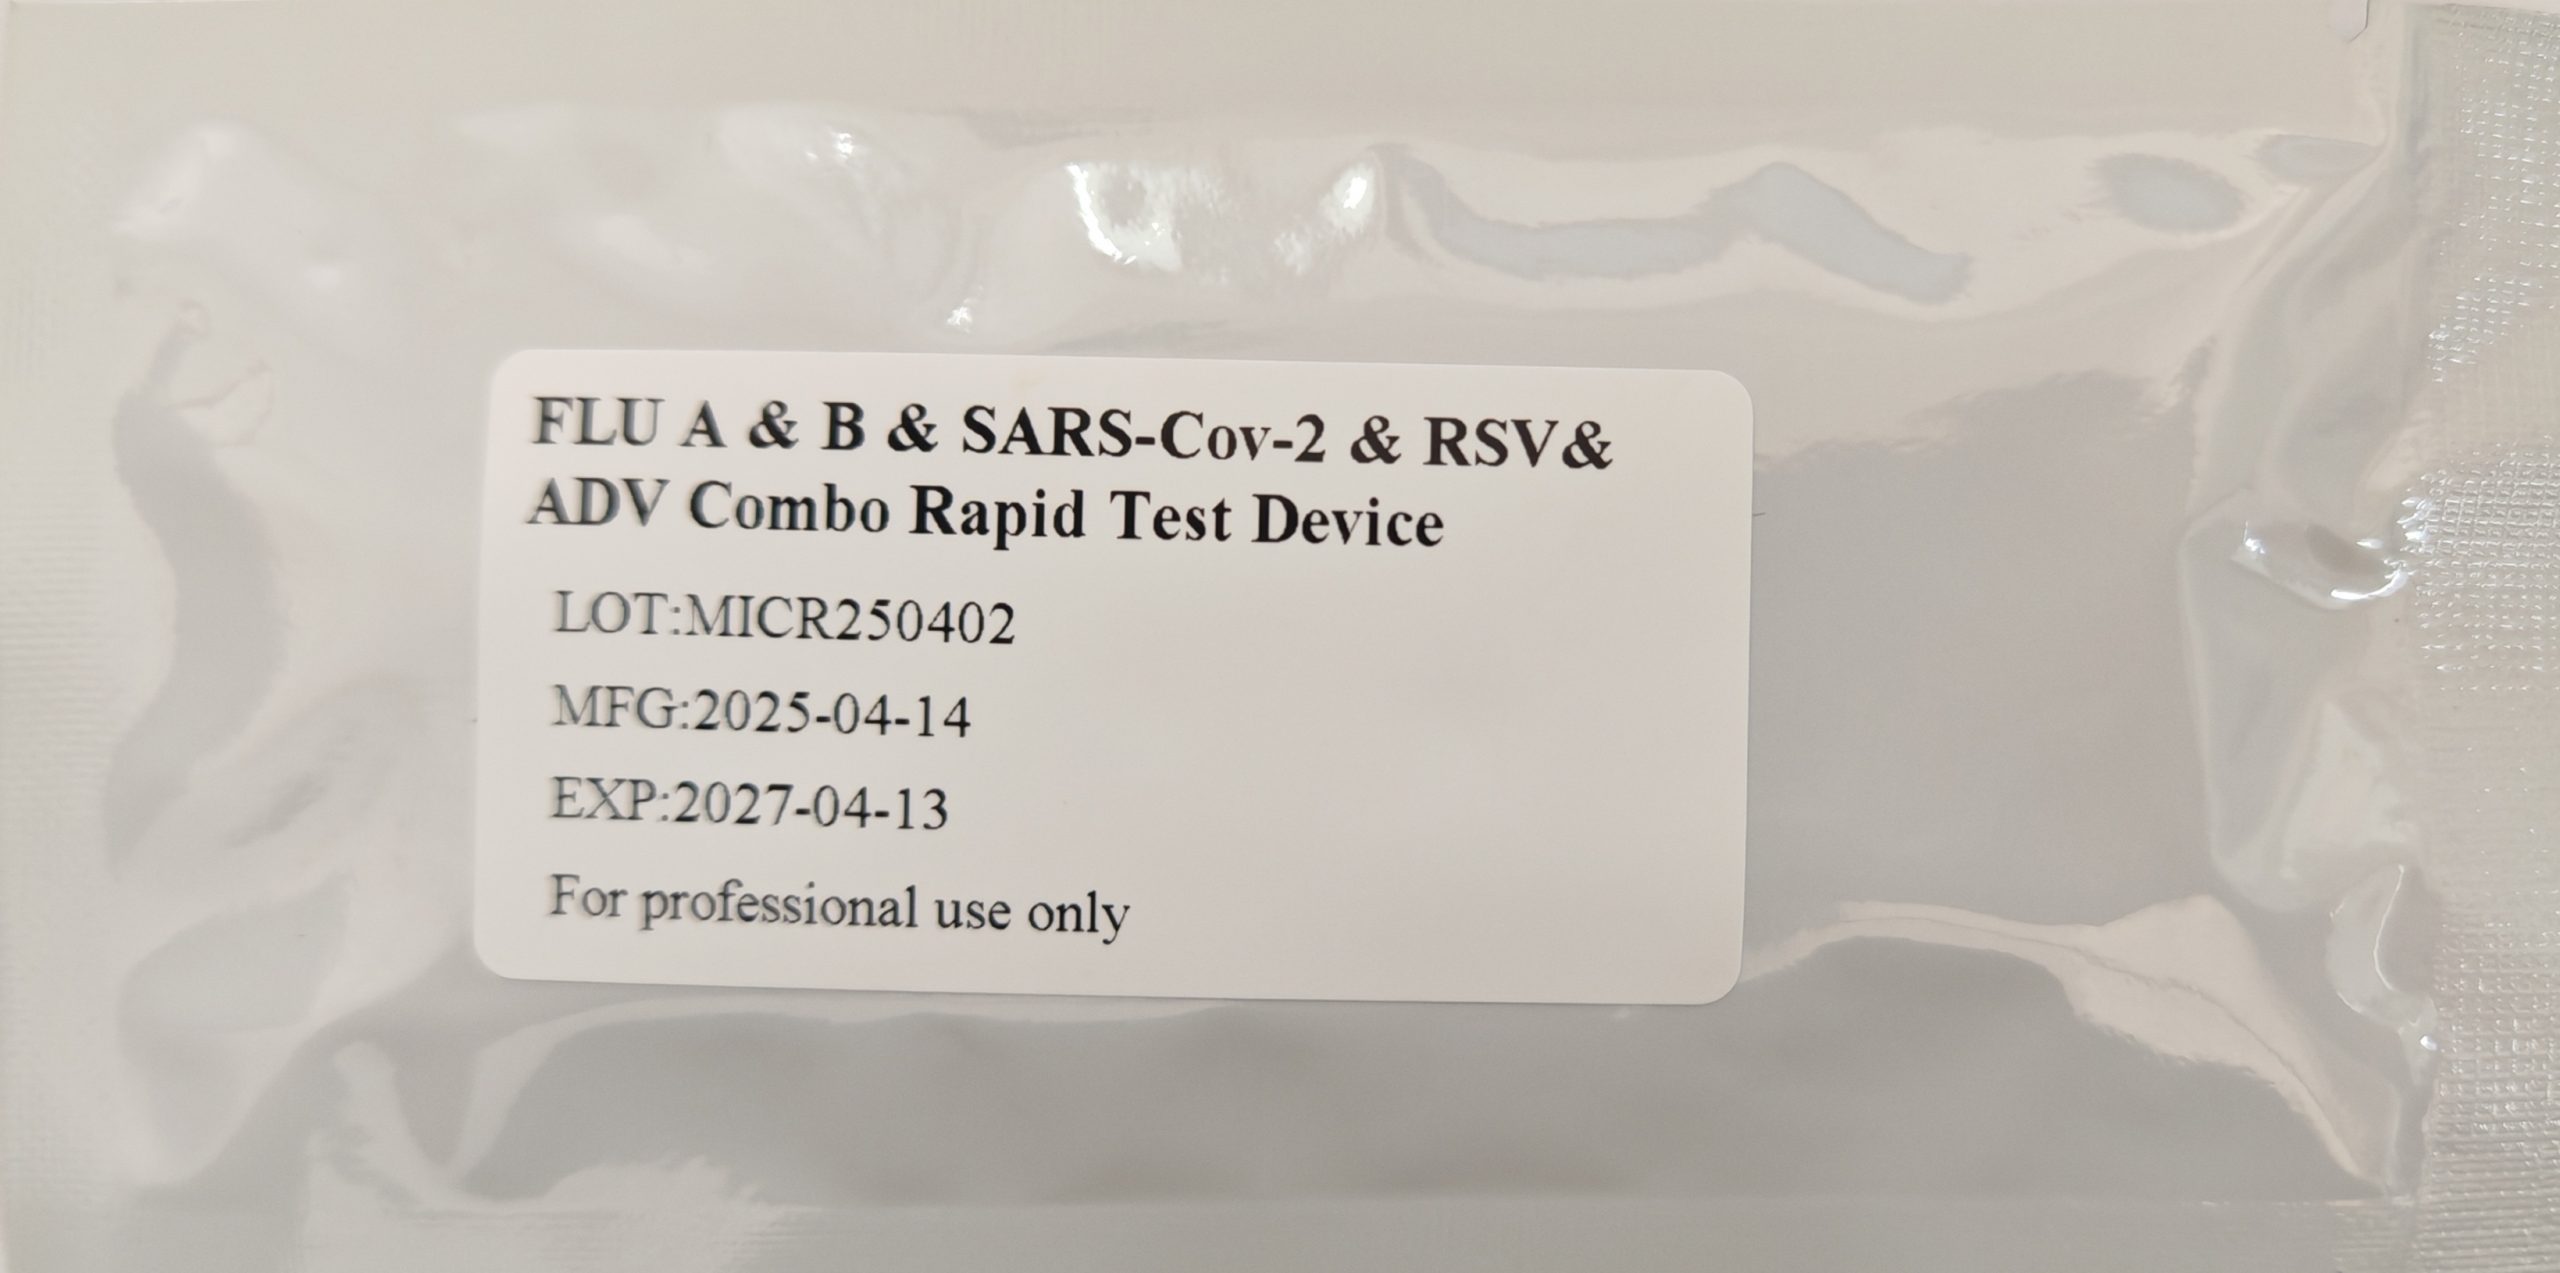 FLU A & B & SARS-Cov-2 & RSV&
ADV Combo Rapid Test Device
LOT:MICR250402
MFG:2025-04-14
EXP:2027-04-13
For professional use only